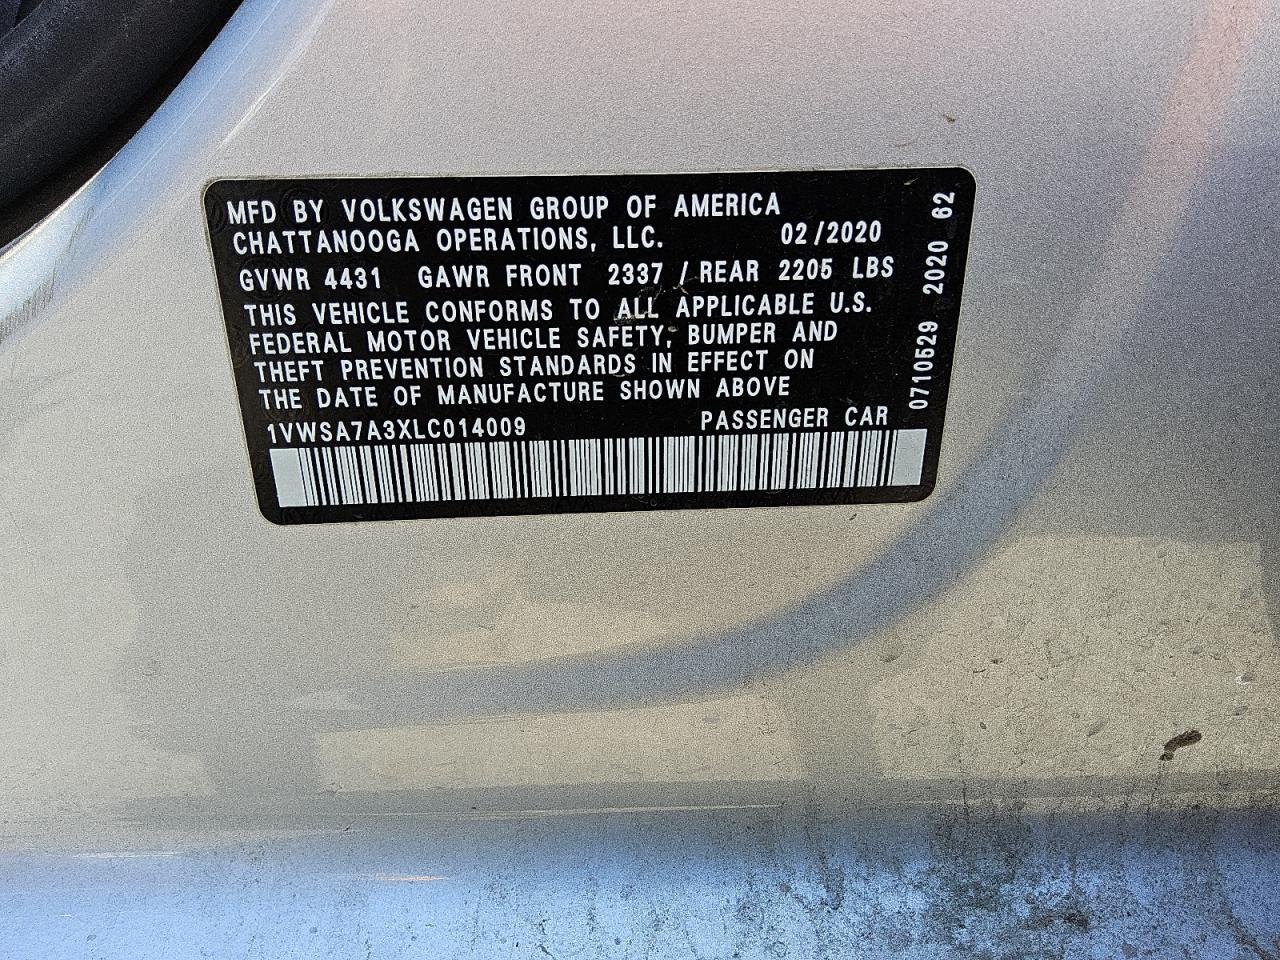 MFD BY VOLKSWAGEN GROUP OF AMERICA
CHATTANOOGA OPERATIONS, LLC. 02/2020
GVWR 4431 GAWR FRONT 2337 / REAR 2205 LBS
THIS VEHICLE CONFORMS TO ALL APPLICABLE U.S.
FEDERAL MOTOR VEHICLE SAFETY, BUMPER AND
THEFT PREVENTION STANDARDS IN EFFECT ON
THE DATE OF MANUFACTURE SHOWN ABOVE
1VWSA7A3XLC014009 PASSENGER CAR
0710529 2020 62